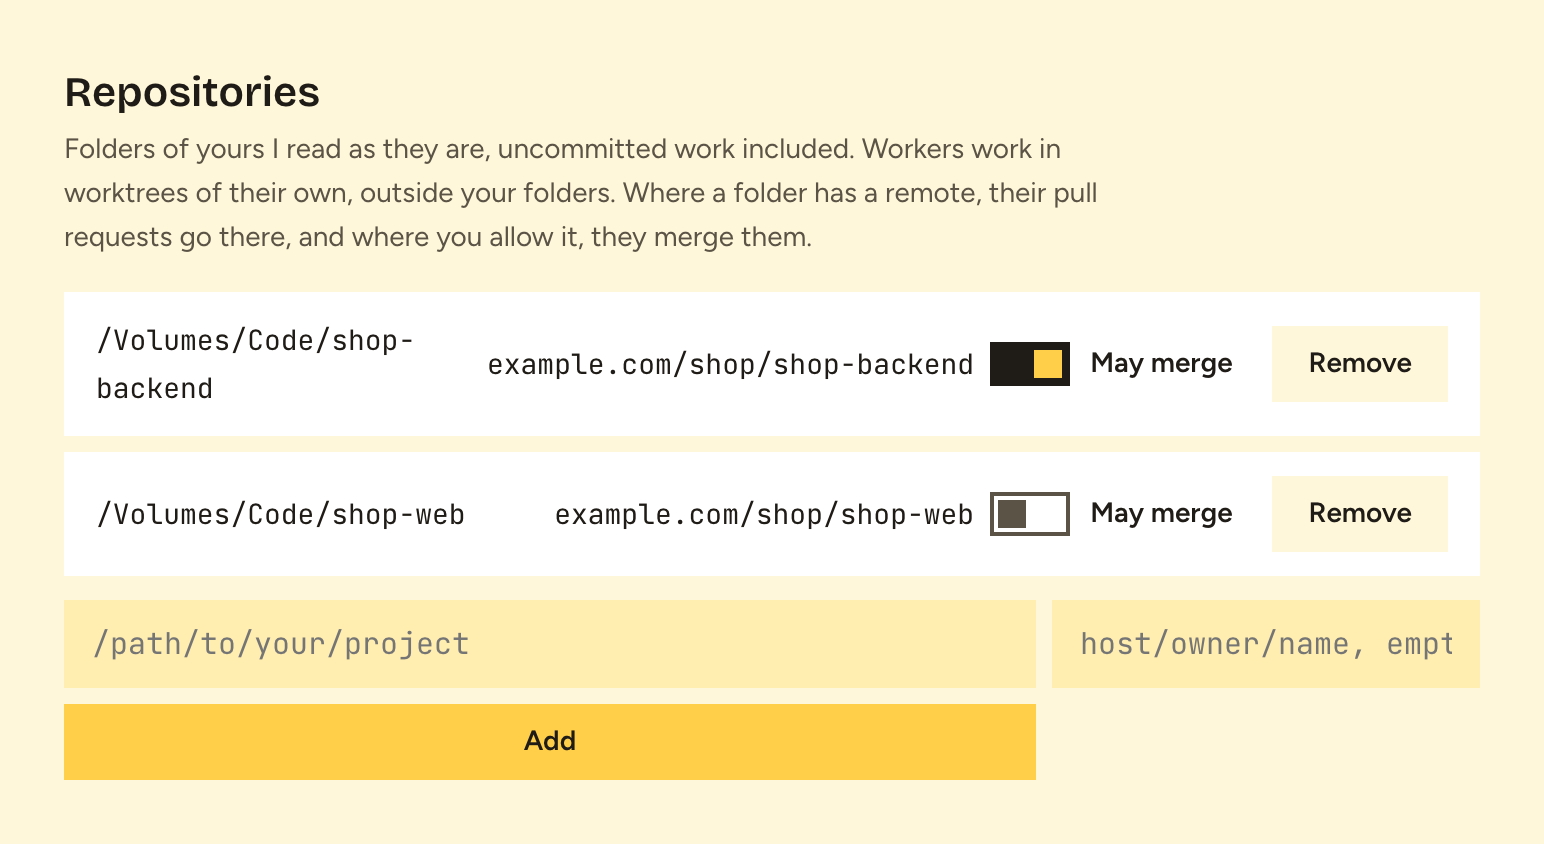 Repositories
Folders of yours I read as they are, uncommitted work included. Workers work in
worktrees of their own, outside your folders. Where a folder has a remote, their pull
requests go there, and where you allow it, they merge them.
/Volumes/Code/shop-
backend
example.com/shop/shop-backend
May merge
Remove
/Volumes/Code/shop-web
example.com/shop/shop-web
May merge
Remove
/path/to/your/project
host/owner/name, empt
Add